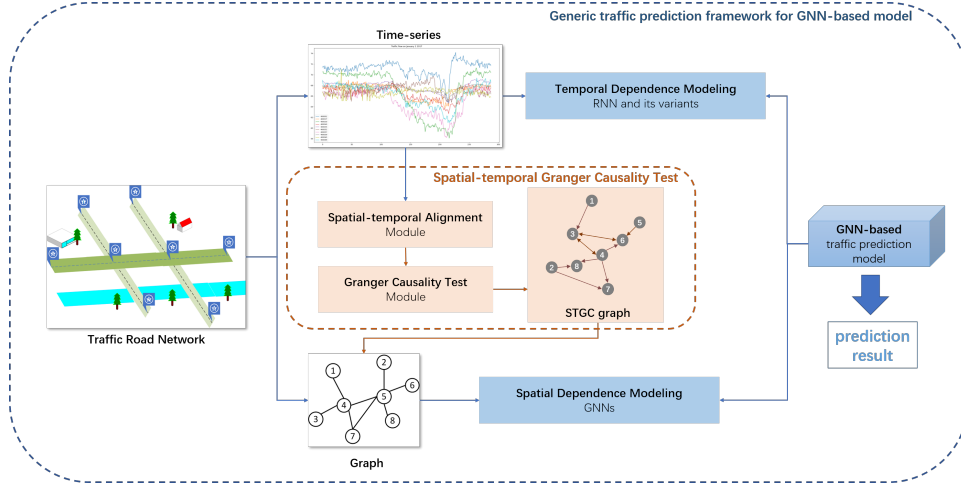 Generic traffic prediction framework for GNN-based model
Time-series
Temporal Dependence Modeling
RNN and its variants
Spatial-temporal Granger Causality Test
Spatial-temporal Alignment
Module
Granger Causality Test
Module
1
5
3
6
4
2
8
7
STGC graph
GNN-based
traffic prediction
model
prediction
result
Traffic Road Network
1
2
6
4
5
3
8
7
Graph
Spatial Dependence Modeling
GNNs